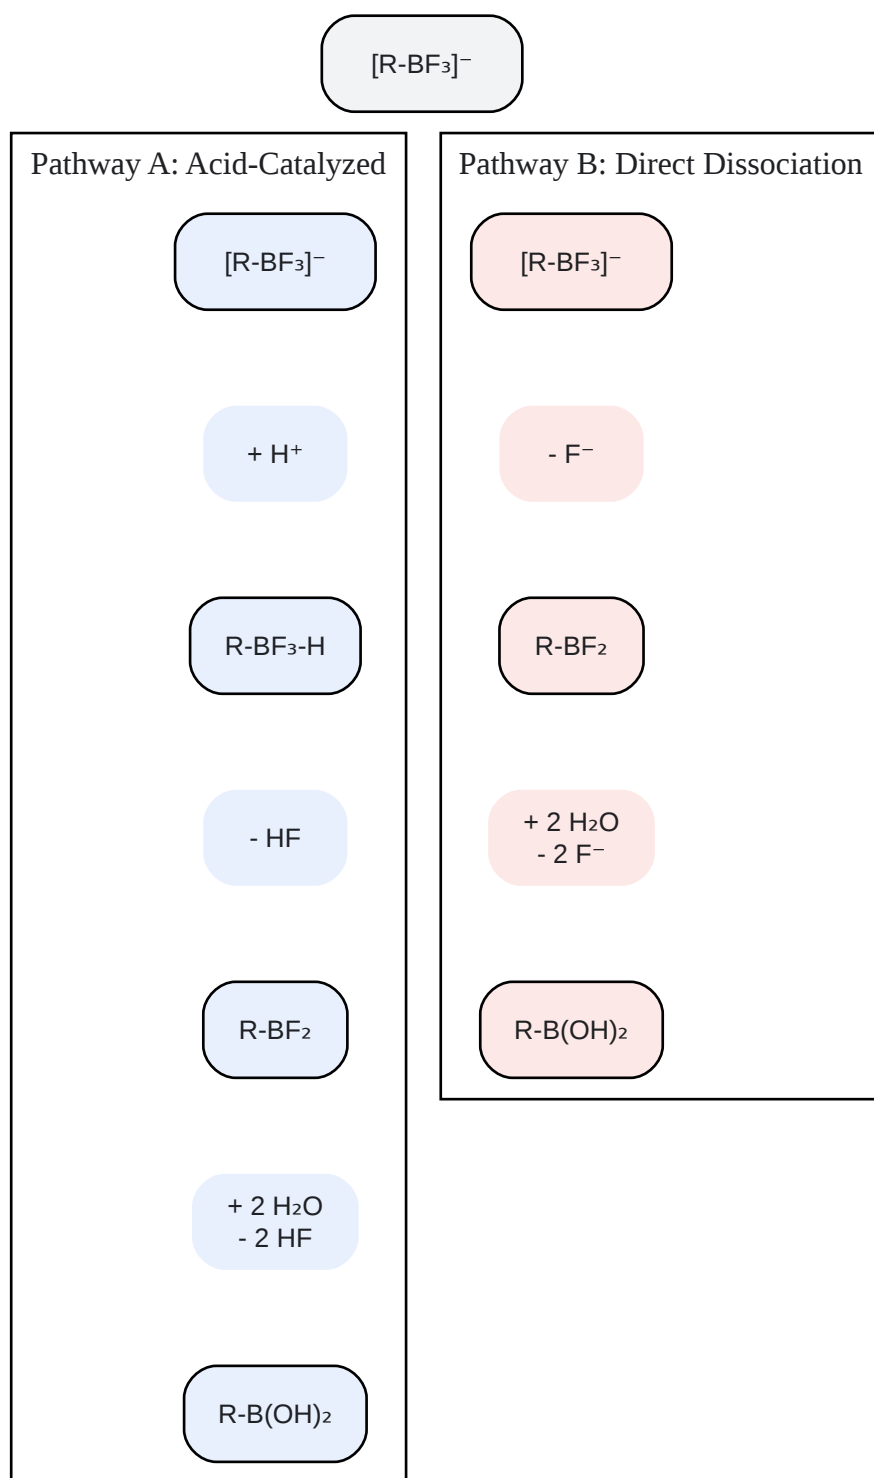 [R-BF₃]⁻
Pathway A: Acid-Catalyzed
[R-BF₃]⁻
+ H⁺
R-BF₃-H
- HF
R-BF₂
+ 2 H₂O
- 2 HF
R-B(OH)₂
Pathway B: Direct Dissociation
[R-BF₃]⁻
- F⁻
R-BF₂
+ 2 H₂O
- 2 F⁻
R-B(OH)₂